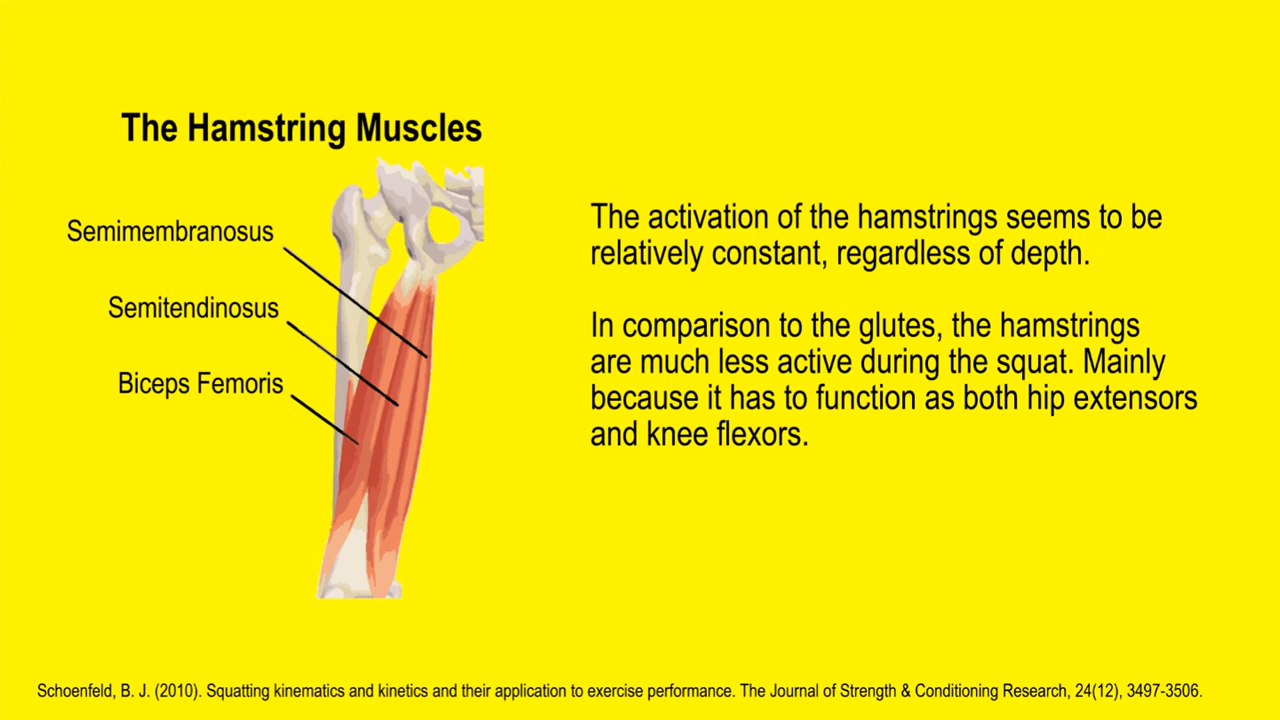 The Hamstring Muscles
Semimembranosus
Semitendinosus
Biceps Femoris
The activation of the hamstrings seems to be
relatively constant, regardless of depth.
In comparison to the glutes, the hamstrings
are much less active during the squat. Mainly
because it has to function as both hip extensors
and knee flexors.
Schoenfeld, B. J. (2010). Squatting kinematics and kinetics and their application to exercise performance. The Journal of Strength & Conditioning Research, 24(12), 3497-3506.